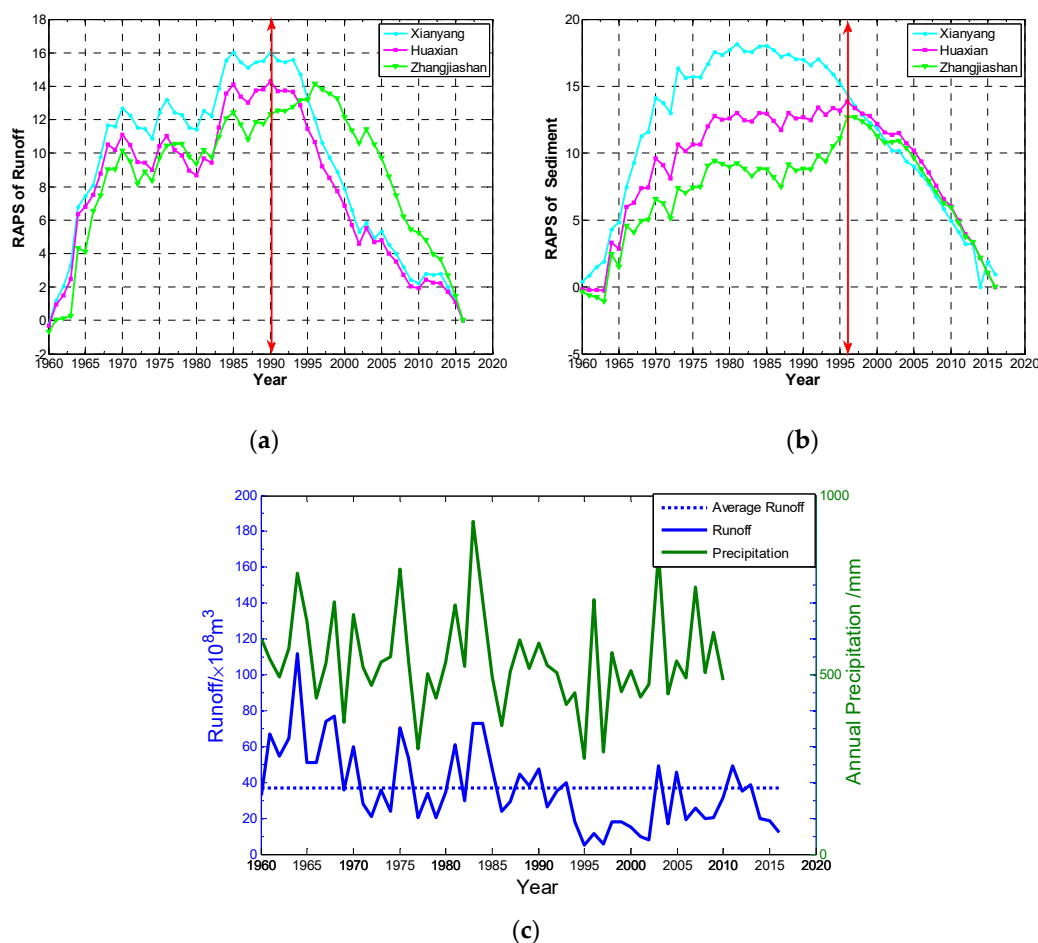 18
16
14
12
10
8
6
4
2
0
-2
RAPS of Runoff
1960 1965 1970 1975 1980 1985 1990 1995 2000 2005 2010 2015 2020
Year
Xianyang
Huaxian
Zhangjiashan
(a)
20
15
10
5
0
-5
RAPS of Sediment
1960 1965 1970 1975 1980 1985 1990 1995 2000 2005 2010 2015 2020
Year
Xianyang
Huaxian
Zhangjiashan
(b)
200
180
160
140
120
100
80
60
40
20
0
Runoff/×10⁸m³
1000
500
0
Annual Precipitation /mm
Average Runoff
Runoff
Precipitation
1960 1965 1970 1975 1980 1985 1990 1995 2000 2005 2010 2015 2020
Year
(c)